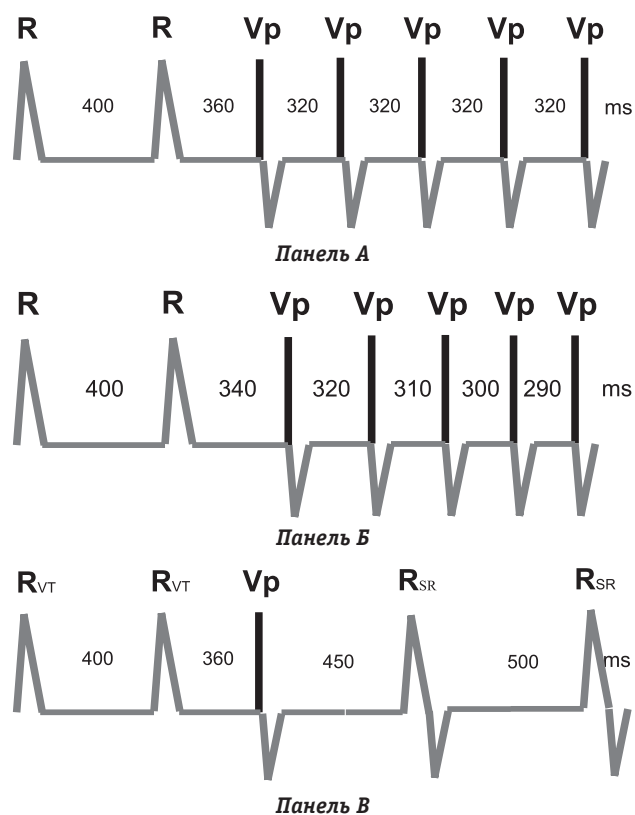 R R Vp Vp Vp Vp Vp
400 360 320 320 320 320 ms
Панель А
R R Vp Vp Vp Vp Vp
400 340 320 310 300 290 ms
Панель Б
RVT RVT Vp RSR RSR
400 360 450 500 ms
Панель В